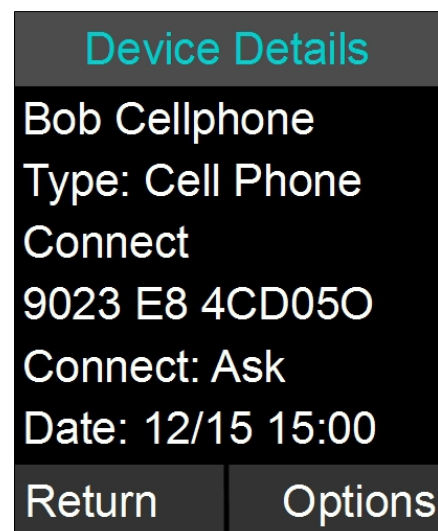 Device Details
Bob Cellphone
Type: Cell Phone
Connect
9023 E8 4CD05O
Connect: Ask
Date: 12/15 15:00
Return Options